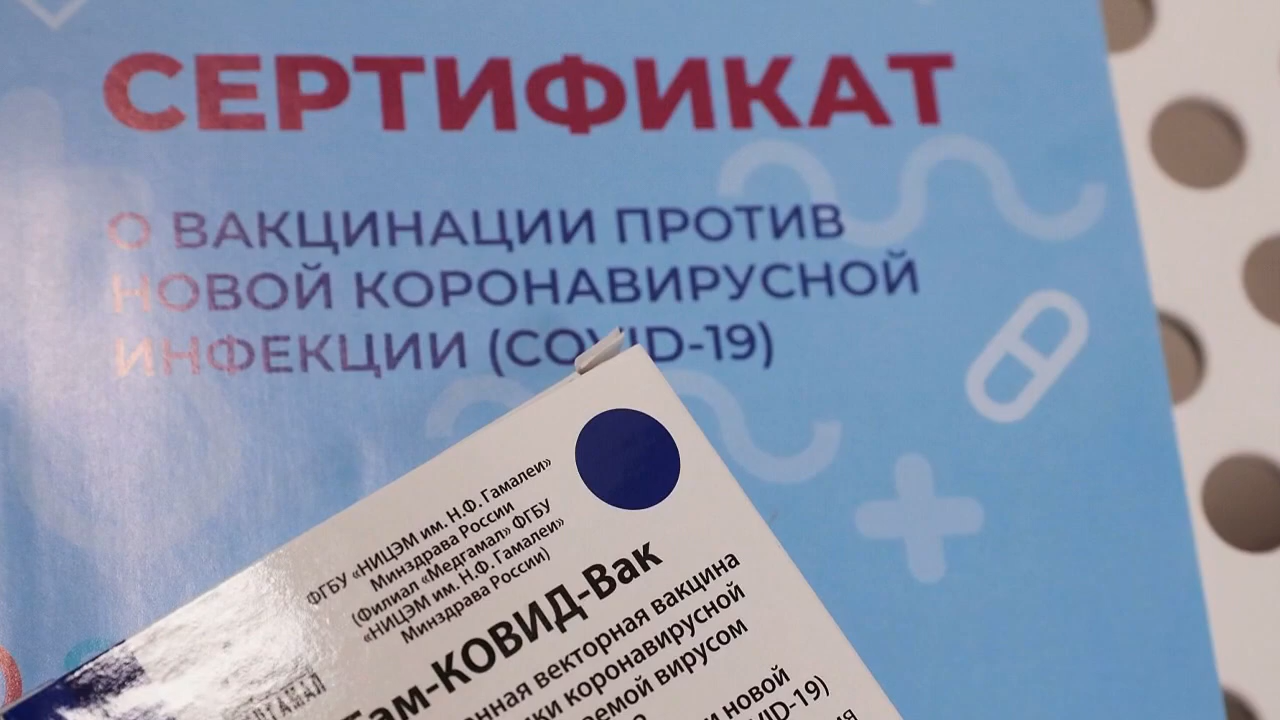 СЕРТИФИКАТ
О ВАКЦИНАЦИИ ПРОТИВ
НОВОЙ КОРОНАВИРУСНОЙ
ИНФЕКЦИИ (COVID-19)
ФГБУ «НИЦЭМ им. Н.Ф. Гамалеи»
Минздрава России
(Филиал «Медгамал» ФГБУ
«НИЦЭМ им. Н.Ф. Гамалеи»
Минздрава России)
Гам-КОВИД-Вак
векторная вакцина
коронавирусной
вирусом
новой